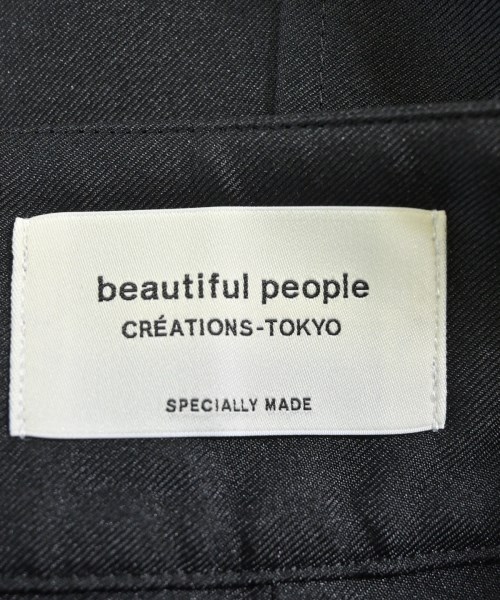 beautiful people
CRÉATIONS-TOKYO
SPECIALLY MADE